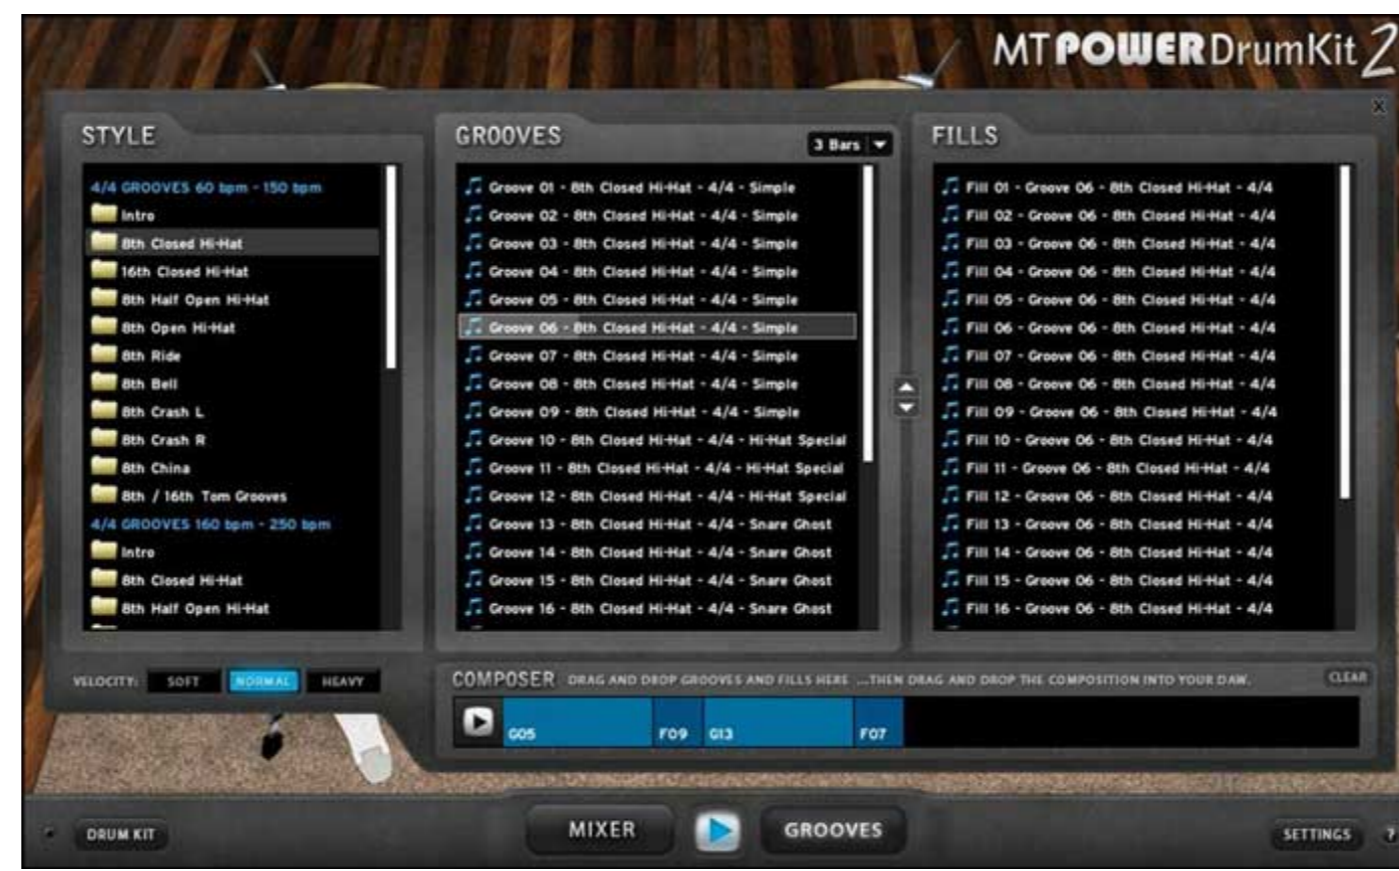 MT POWER DrumKit 2
X
STYLE
4/4 GROOVES 60 bpm - 150 bpm
Intro
8th Closed Hi-Hat
16th Closed Hi-Hat
8th Half Open Hi-Hat
8th Open Hi-Hat
8th Ride
8th Bell
8th Crash L
8th Crash R
8th China
8th / 16th Tom Grooves
4/4 GROOVES 160 bpm - 250 bpm
Intro
8th Closed Hi-Hat
8th Half Open Hi-Hat
GROOVES
3 Bars
Groove 01 - 8th Closed Hi-Hat - 4/4 - Simple
Groove 02 - 8th Closed Hi-Hat - 4/4 - Simple
Groove 03 - 8th Closed Hi-Hat - 4/4 - Simple
Groove 04 - 8th Closed Hi-Hat - 4/4 - Simple
Groove 05 - 8th Closed Hi-Hat - 4/4 - Simple
Groove 06 - 8th Closed Hi-Hat - 4/4 - Simple
Groove 07 - 8th Closed Hi-Hat - 4/4 - Simple
Groove 08 - 8th Closed Hi-Hat - 4/4 - Simple
Groove 09 - 8th Closed Hi-Hat - 4/4 - Simple
Groove 10 - 8th Closed Hi-Hat - 4/4 - Hi-Hat Special
Groove 11 - 8th Closed Hi-Hat - 4/4 - Hi-Hat Special
Groove 12 - 8th Closed Hi-Hat - 4/4 - Hi-Hat Special
Groove 13 - 8th Closed Hi-Hat - 4/4 - Snare Ghost
Groove 14 - 8th Closed Hi-Hat - 4/4 - Snare Ghost
Groove 15 - 8th Closed Hi-Hat - 4/4 - Snare Ghost
Groove 16 - 8th Closed Hi-Hat - 4/4 - Snare Ghost
FILLS
Fill 01 - Groove 06 - 8th Closed Hi-Hat - 4/4
Fill 02 - Groove 06 - 8th Closed Hi-Hat - 4/4
Fill 03 - Groove 06 - 8th Closed Hi-Hat - 4/4
Fill 04 - Groove 06 - 8th Closed Hi-Hat - 4/4
Fill 05 - Groove 06 - 8th Closed Hi-Hat - 4/4
Fill 06 - Groove 06 - 8th Closed Hi-Hat - 4/4
Fill 07 - Groove 06 - 8th Closed Hi-Hat - 4/4
Fill 08 - Groove 06 - 8th Closed Hi-Hat - 4/4
Fill 09 - Groove 06 - 8th Closed Hi-Hat - 4/4
Fill 10 - Groove 06 - 8th Closed Hi-Hat - 4/4
Fill 11 - Groove 06 - 8th Closed Hi-Hat - 4/4
Fill 12 - Groove 06 - 8th Closed Hi-Hat - 4/4
Fill 13 - Groove 06 - 8th Closed Hi-Hat - 4/4
Fill 14 - Groove 06 - 8th Closed Hi-Hat - 4/4
Fill 15 - Groove 06 - 8th Closed Hi-Hat - 4/4
Fill 16 - Groove 06 - 8th Closed Hi-Hat - 4/4
VELOCITY: SOFT NORMAL HEAVY
COMPOSER DRAG AND DROP GROOVES AND FILLS HERE ...THEN DRAG AND DROP THE COMPOSITION INTO YOUR DAW. CLEAR
G05 F09 G13 F07
DRUM KIT MIXER GROOVES SETTINGS ?